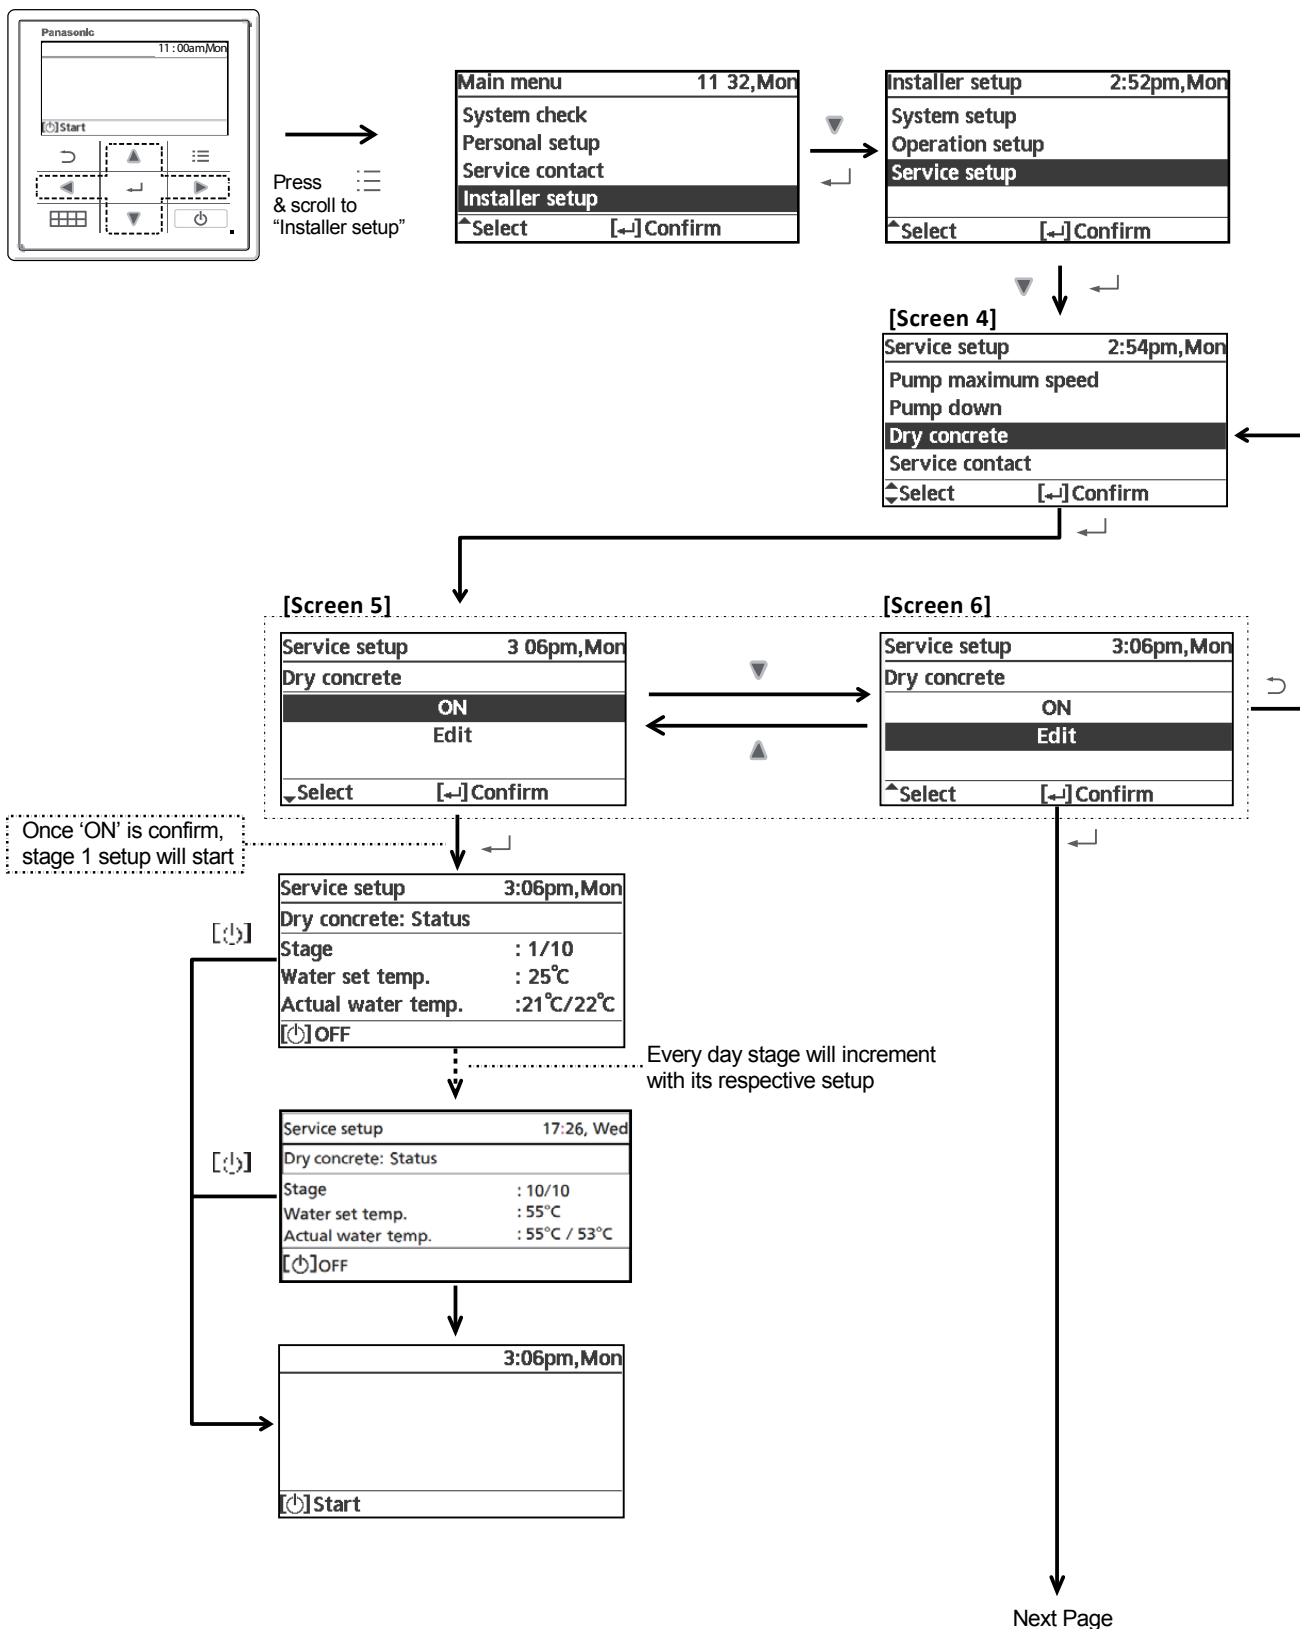 Panasonic
11 : 00am,Mon
[⏻]Start
Press
& scroll to
“Installer setup”
Main menu 11 32,Mon
System check
Personal setup
Service contact
Installer setup
Select [↵]Confirm
Installer setup 2:52pm,Mon
System setup
Operation setup
Service setup
Select [↵]Confirm
[Screen 4]
Service setup 2:54pm,Mon
Pump maximum speed
Pump down
Dry concrete
Service contact
Select [↵]Confirm
[Screen 5]
Service setup 3 06pm,Mon
Dry concrete
ON
Edit
Select [↵]Confirm
[Screen 6]
Service setup 3:06pm,Mon
Dry concrete
ON
Edit
Select [↵]Confirm
Once ‘ON’ is confirm,
stage 1 setup will start
Service setup 3:06pm,Mon
Dry concrete: Status
Stage : 1/10
Water set temp. : 25°C
Actual water temp. :21°C/22°C
[⏻]OFF
[⏻]
Every day stage will increment
with its respective setup
Service setup 17:26, Wed
Dry concrete: Status
Stage : 10/10
Water set temp. : 55°C
Actual water temp. : 55°C / 53°C
[⏻]OFF
[⏻]
3:06pm,Mon
[⏻]Start
Next Page